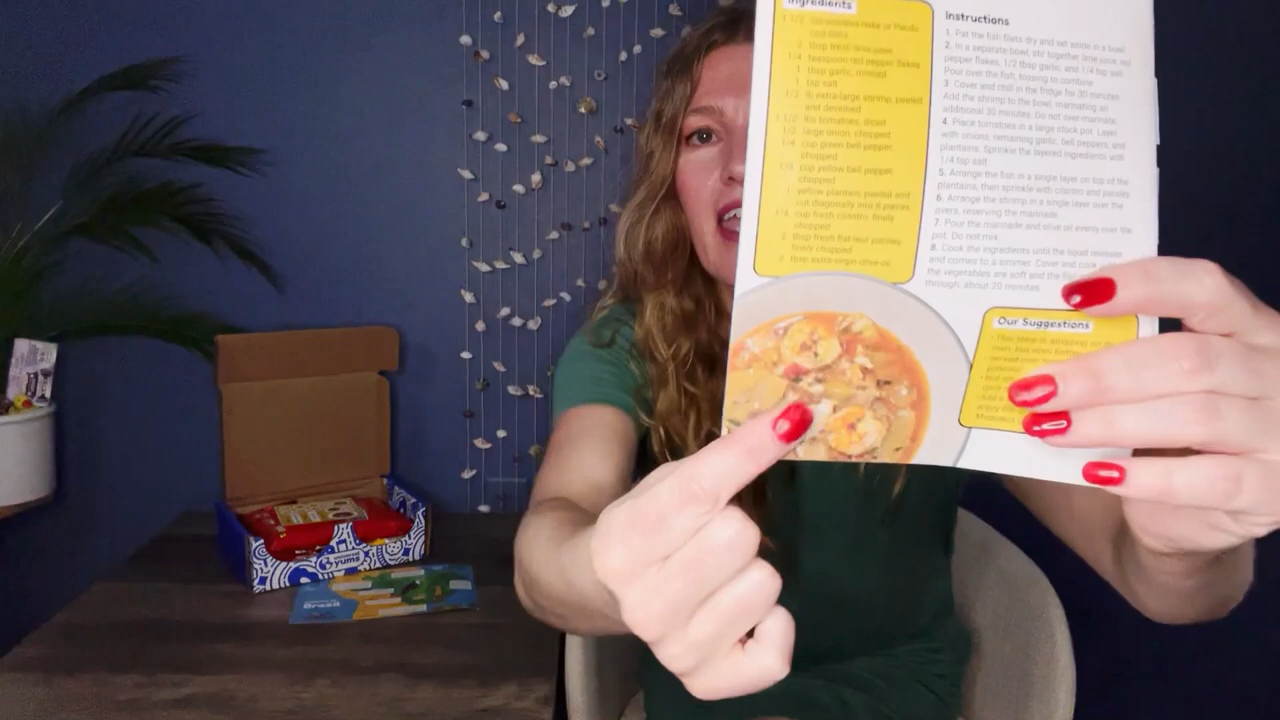 Ingredients
1 1/2 lbs boneless hake or Pacific
cod fillets
2 tbsp fresh lime juice
1/4 teaspoon red pepper flakes
1 tbsp garlic, minced
1 tsp salt
1/2 lb extra-large shrimp, peeled
and deveined
1 1/2 lbs tomatoes, diced
1/2 large onion, chopped
1/4 cup green bell pepper,
chopped
1/4 cup yellow bell pepper,
chopped
1 yellow plantain, peeled and
cut diagonally into pieces
1/4 cup fresh cilantro, finely
chopped
2 tbsp fresh flat-leaf parsley,
finely chopped
2 tbsp extra-virgin olive oil
Instructions
1. Pat the fish filets dry and set aside in a bowl.
2. In a separate bowl, stir together lime juice, red
pepper flakes, 1/2 tbsp garlic, and 1/4 tsp salt.
Pour over the fish, tossing to combine.
3. Cover and chill in the fridge for 30 minutes.
Add the shrimp to the bowl, marinating an
additional 30 minutes. Do not over-marinate.
4. Place tomatoes in a large stock pot. Layer
with onions, remaining garlic, bell peppers, and
plantains. Sprinkle the layered ingredients with
1/4 tsp salt.
5. Arrange the fish in a single layer on top of the
plantains, then sprinkle with cilantro and parsley.
6. Arrange the shrimp in a single layer over the
overs, reserving the marinade.
7. Pour the marinade and olive oil evenly over the
pot. Do not mix.
8. Cook the ingredients until the liquid releases
and comes to a simmer. Cover and cook
the vegetables are soft and the fish
through, about 20 minutes.
Our Suggestions
This stew is amazing on its
universal
yums
Brazil